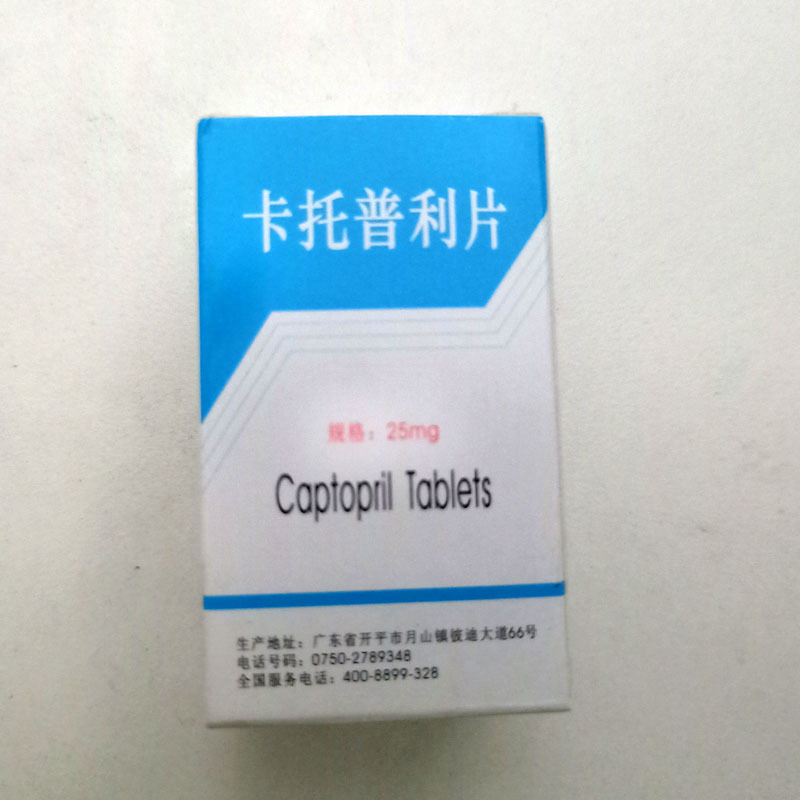 卡托普利片
规格：25mg
Captopril Tablets
生产地址：广东省开平市月山镇彼迪大道66号
电话号码：0750-2789348
全国服务电话：400-8899-328